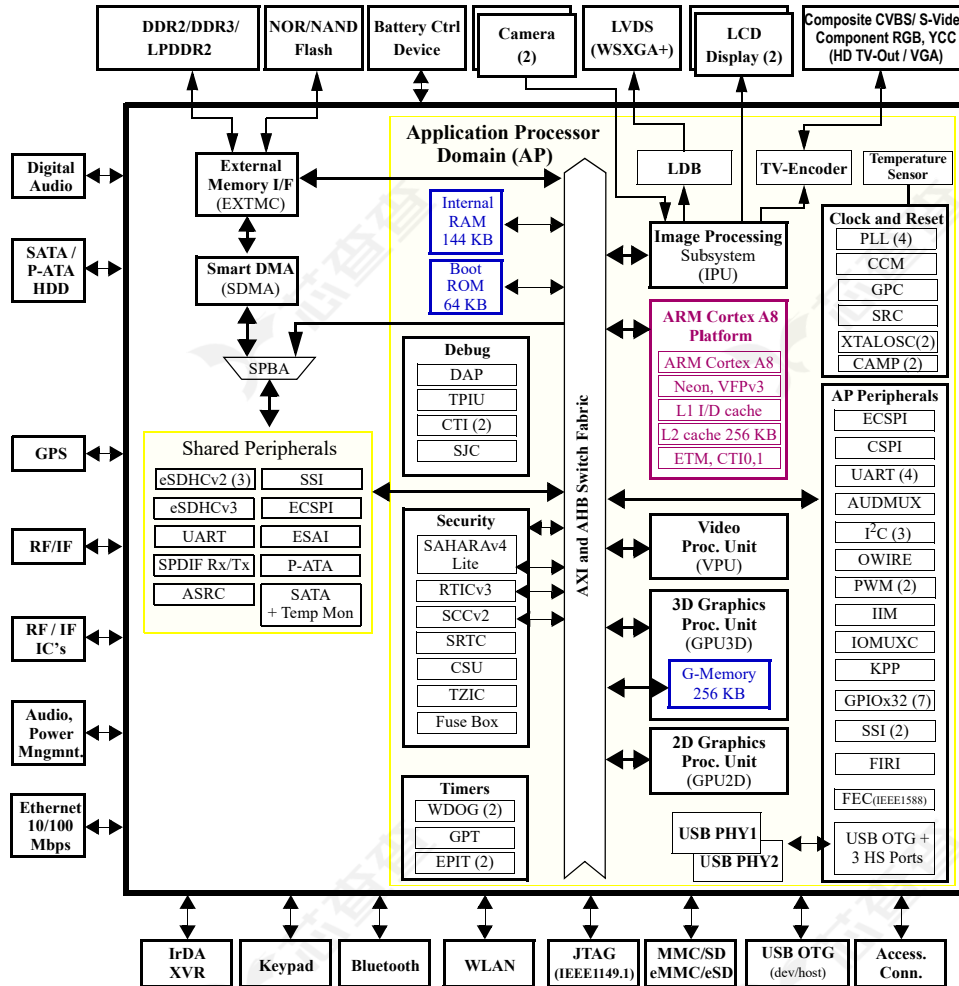 DDR2/DDR3/
LPDDR2
NOR/NAND
Flash
Battery Ctrl
Device
Camera
(2)
LVDS
(WSXGA+)
LCD
Display (2)
Composite CVBS/ S-Vide
Component RGB, YCC
(HD TV-Out / VGA)
Digital
Audio
SATA /
P-ATA
HDD
GPS
RF/IF
RF / IF
IC's
Audio,
Power
Mngmnt.
Ethernet
10/100
Mbps
External
Memory I/F
(EXTMC)
Smart DMA
(SDMA)
SPBA
Shared Peripherals
eSDHCv2 (3)
SSI
eSDHCv3
ECSPI
UART
ESAI
SPDIF Rx/Tx
P-ATA
ASRC
SATA
+ Temp Mon
Application Processor
Domain (AP)
Internal
RAM
144 KB
Boot
ROM
64 KB
Debug
DAP
TPIU
CTI (2)
SJC
Security
SAHARAv4
Lite
RTICv3
SCCv2
SRTC
CSU
TZIC
Fuse Box
Timers
WDOG (2)
GPT
EPIT (2)
AXI and AHB Switch Fabric
LDB
TV-Encoder
Temperature
Sensor
Image Processing
Subsystem
(IPU)
ARM Cortex A8
Platform
ARM Cortex A8
Neon, VFPv3
L1 I/D cache
L2 cache 256 KB
ETM, CTI0,1
Video
Proc. Unit
(VPU)
3D Graphics
Proc. Unit
(GPU3D)
G-Memory
256 KB
2D Graphics
Proc. Unit
(GPU2D)
USB PHY1
USB PHY2
Clock and Reset
PLL (4)
CCM
GPC
SRC
XTALOSC(2)
CAMP (2)
AP Peripherals
ECSPI
CSPI
UART (4)
AUDMUX
I²C (3)
OWIRE
PWM (2)
IIM
IOMUXC
KPP
GPIOx32 (7)
SSI (2)
FIRI
FEC(IEEE1588)
USB OTG +
3 HS Ports
IrDA
XVR
Keypad
Bluetooth
WLAN
JTAG
(IEEE1149.1)
MMC/SD
eMMC/eSD
USB OTG
(dev/host)
Access.
Conn.
芯查查
芯查查